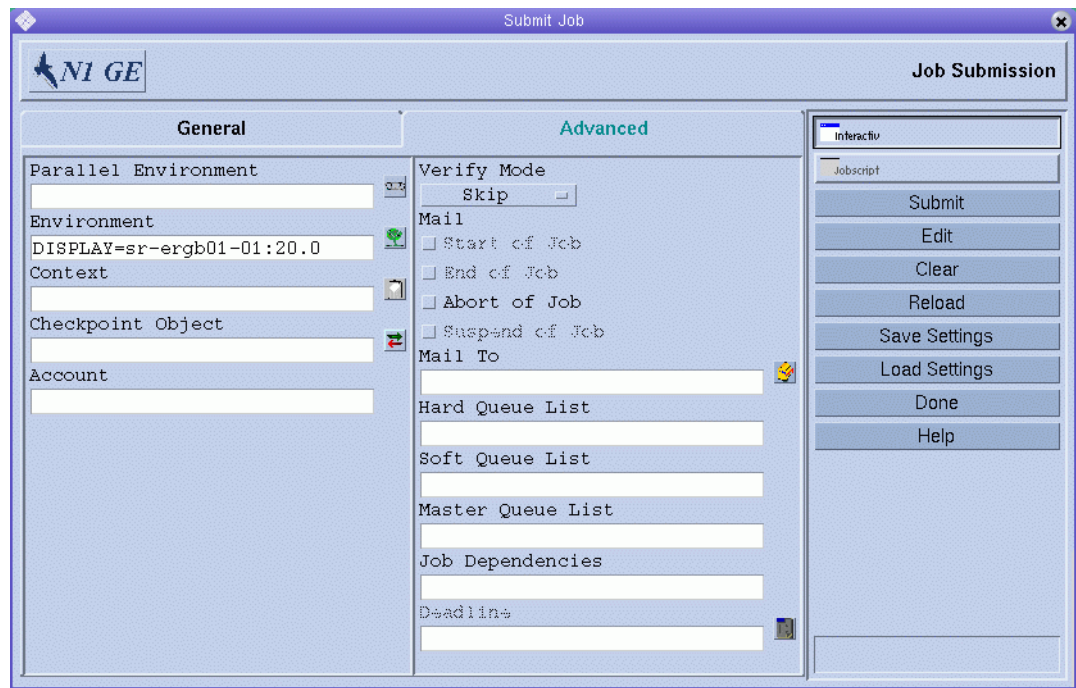 Submit Job
N1 GE
Job Submission
General
Advanced
Parallel Environment
Environment
DISPLAY=sr-ergb01-01:20.0
Context
Checkpoint Object
Account
Verify Mode
Skip
Mail
Start of Job
End of Job
Abort of Job
Suspend of Job
Mail To
Hard Queue List
Soft Queue List
Master Queue List
Job Dependencies
Deadline
Interactiv
Jobscript
Submit
Edit
Clear
Reload
Save Settings
Load Settings
Done
Help